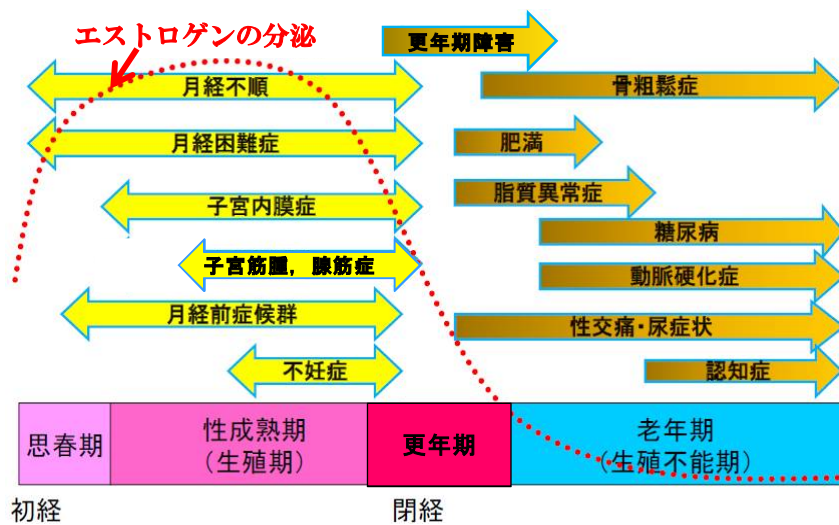 エストロゲンの分泌
更年期障害
月経不順
骨粗鬆症
月経困難症
肥満
子宮内膜症
脂質異常症
糖尿病
子宮筋腫，腺筋症
動脈硬化症
月経前症候群
性交痛・尿症状
不妊症
認知症
思春期
性成熟期
（生殖期）
更年期
老年期
（生殖不能期）
初経
閉経